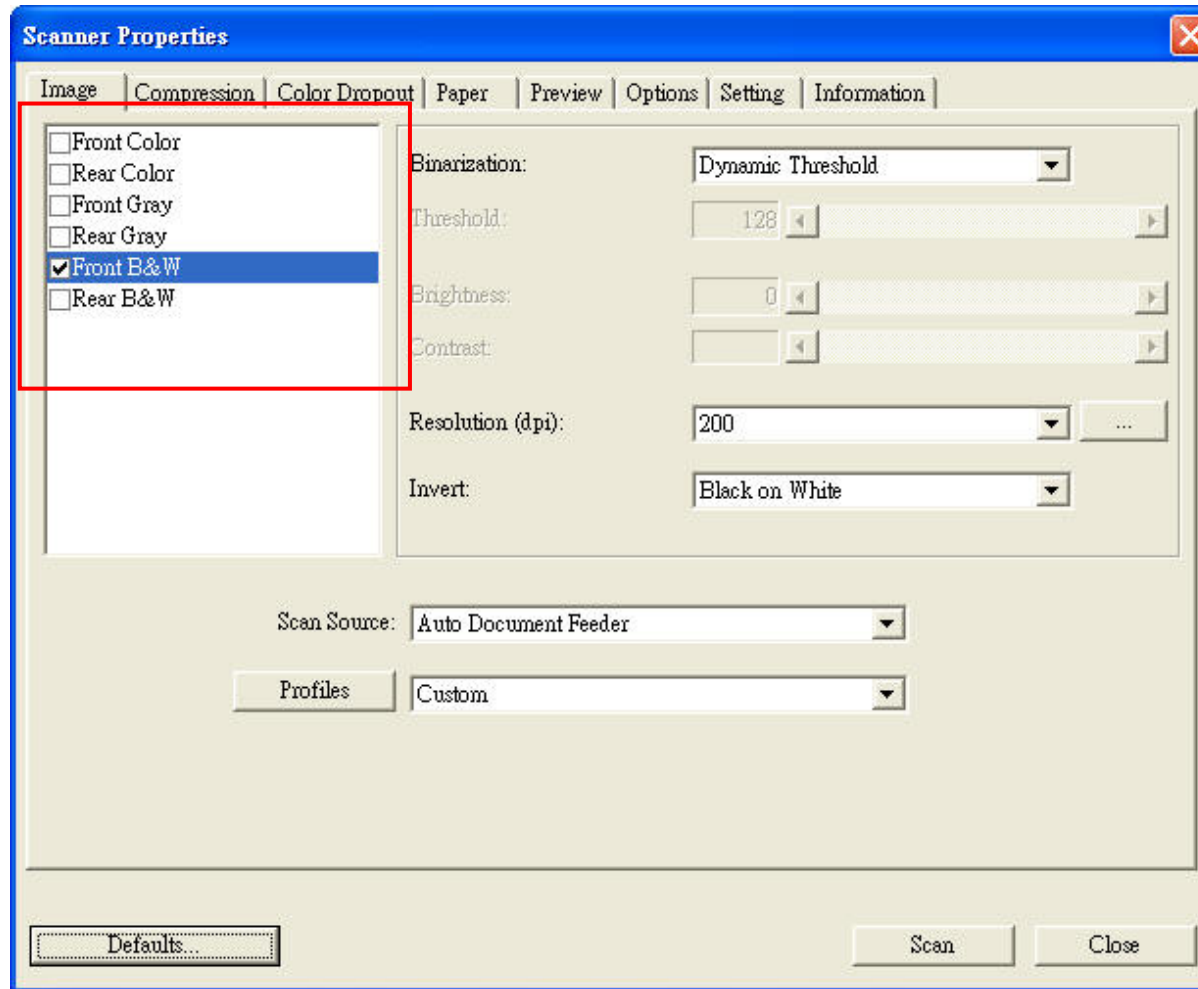 Scanner Properties
Image Compression Color Dropout Paper Preview Options Setting Information
Front Color
Rear Color
Front Gray
Rear Gray
Front B&W
Rear B&W
Binarization: Dynamic Threshold
Threshold: 128
Brightness: 0
Contrast:
Resolution (dpi): 200 ...
Invert: Black on White
Scan Source: Auto Document Feeder
Profiles Custom
Defaults... Scan Close